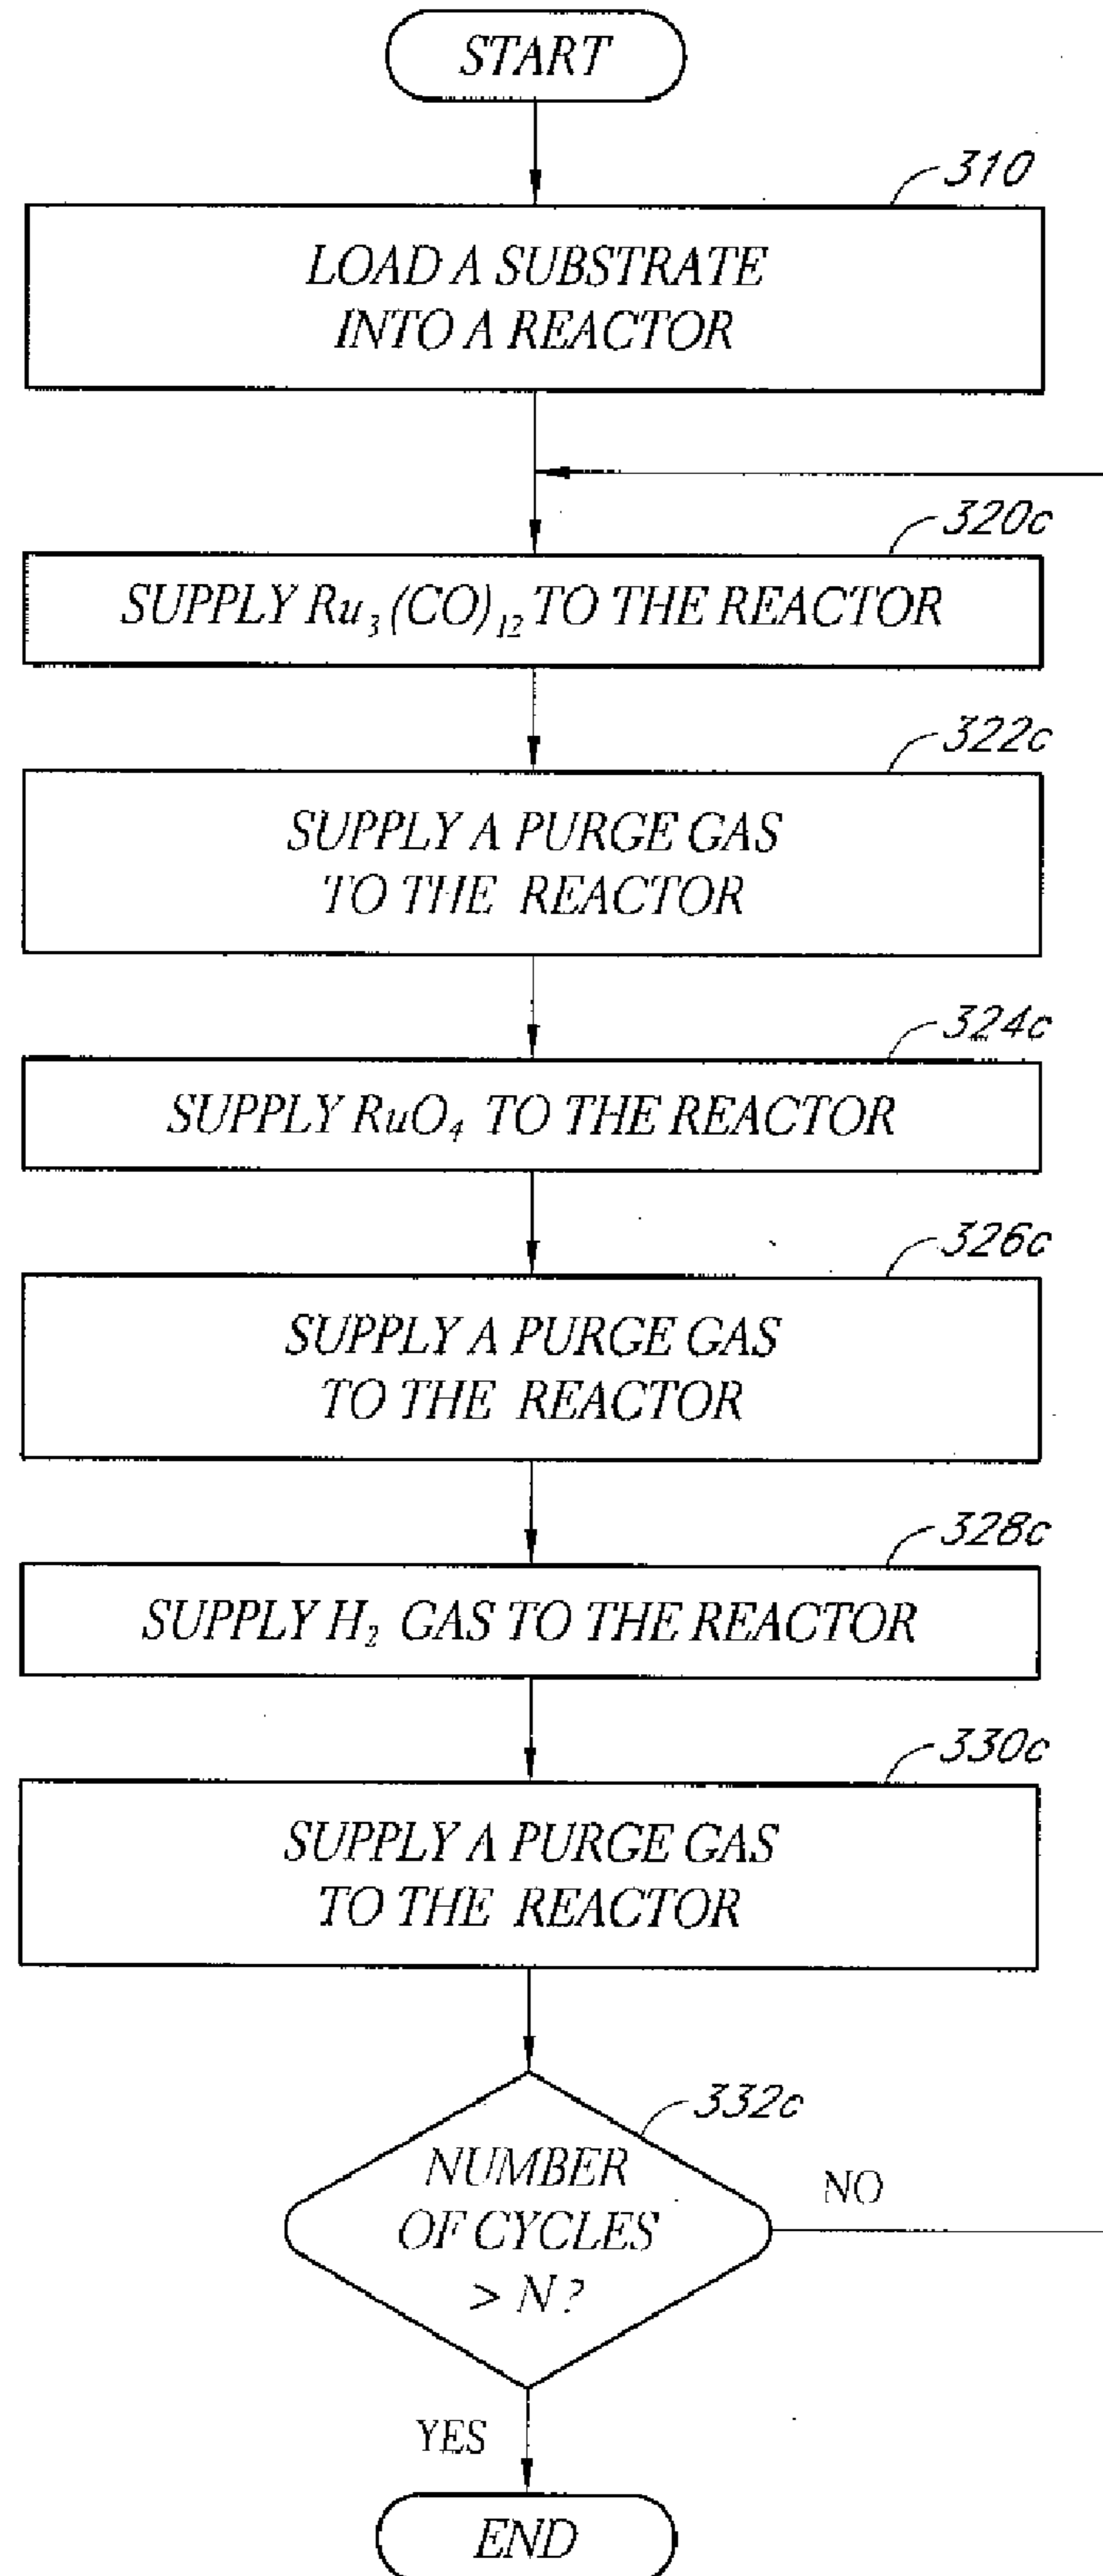 START
310
LOAD A SUBSTRATE
INTO A REACTOR
320c
SUPPLY Ru₃(CO)₁₂ TO THE REACTOR
322c
SUPPLY A PURGE GAS
TO THE REACTOR
324c
SUPPLY RuO₄ TO THE REACTOR
326c
SUPPLY A PURGE GAS
TO THE REACTOR
328c
SUPPLY H₂ GAS TO THE REACTOR
330c
SUPPLY A PURGE GAS
TO THE REACTOR
332c
NUMBER
OF CYCLES
> N?
NO
YES
END